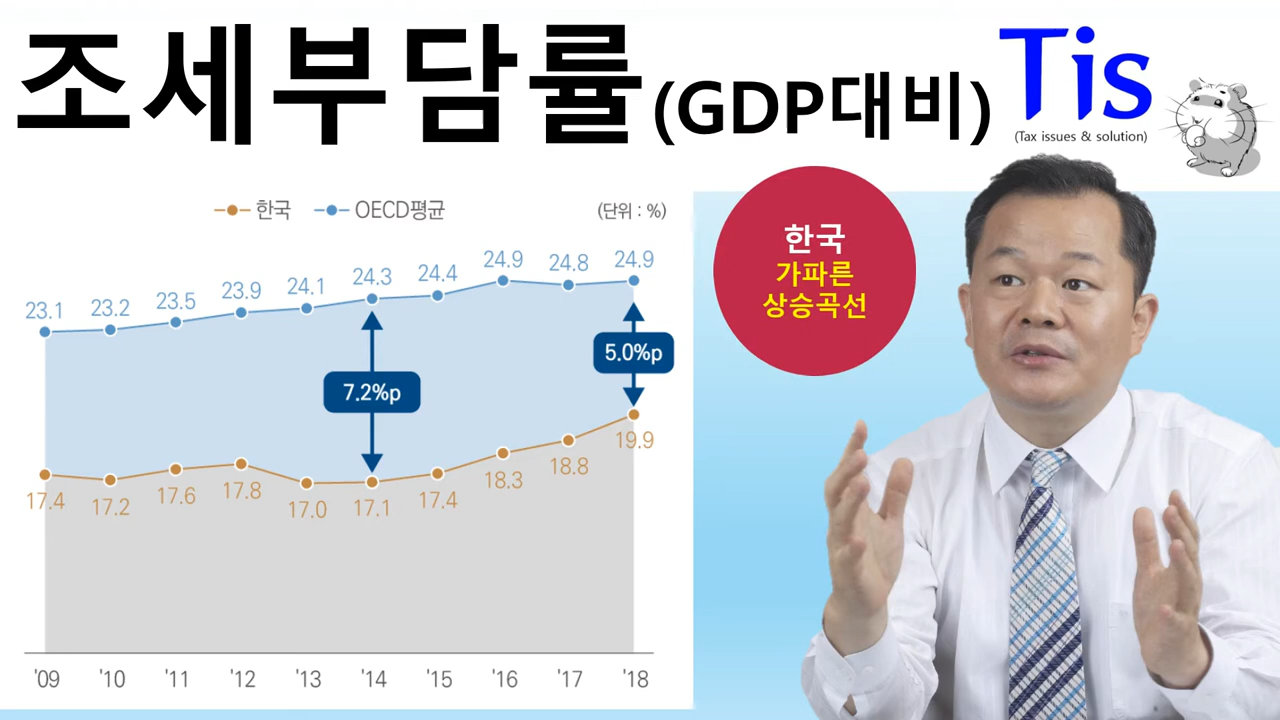 조세부담률(GDP대비)
Tis
(Tax issues & solution)
한국 OECD평균 (단위 : %)
23.1 23.2 23.5 23.9 24.1 24.3 24.4 24.9 24.8 24.9
7.2%p 5.0%p
17.4 17.2 17.6 17.8 17.0 17.1 17.4 18.3 18.8 19.9
'09 '10 '11 '12 '13 '14 '15 '16 '17 '18
한국
가파른
상승곡선